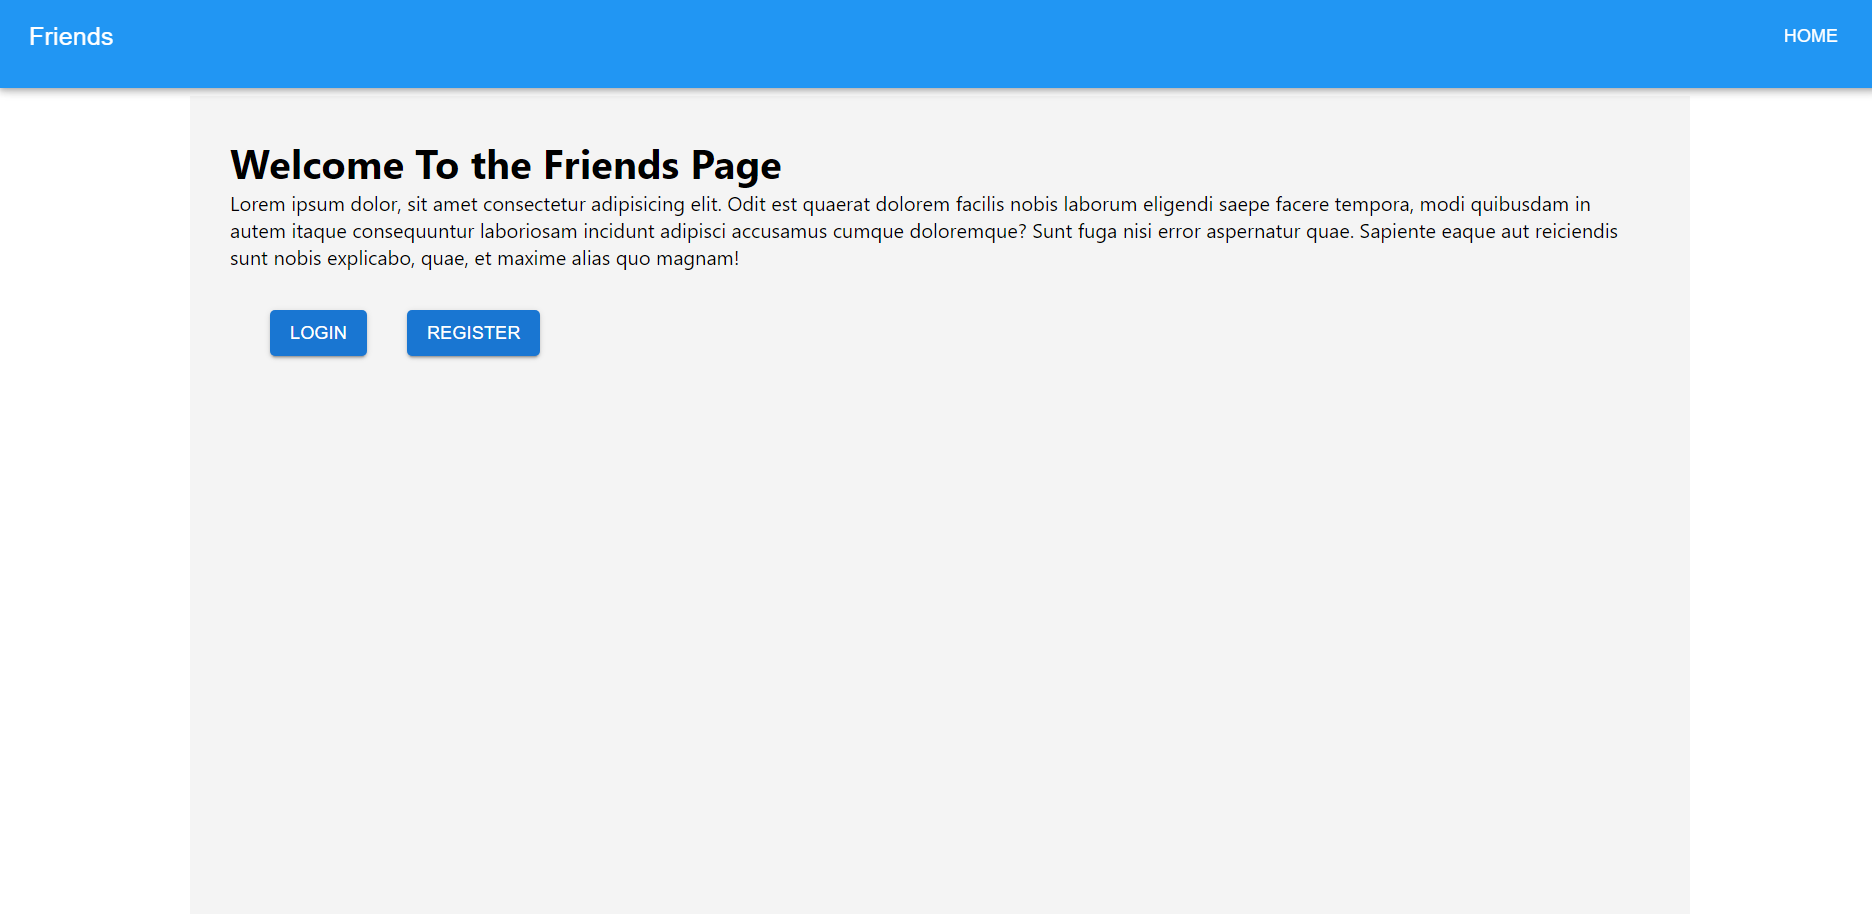 Friends
HOME
Welcome To the Friends Page
Lorem ipsum dolor, sit amet consectetur adipisicing elit. Odit est quaerat dolorem facilis nobis laborum eligendi saepe facere tempora, modi quibusdam in
autem itaque consequuntur laboriosam incidunt adipisci accusamus cumque doloremque? Sunt fuga nisi error aspernatur quae. Sapiente eaque aut reiciendis
sunt nobis explicabo, quae, et maxime alias quo magnam!
LOGIN
REGISTER